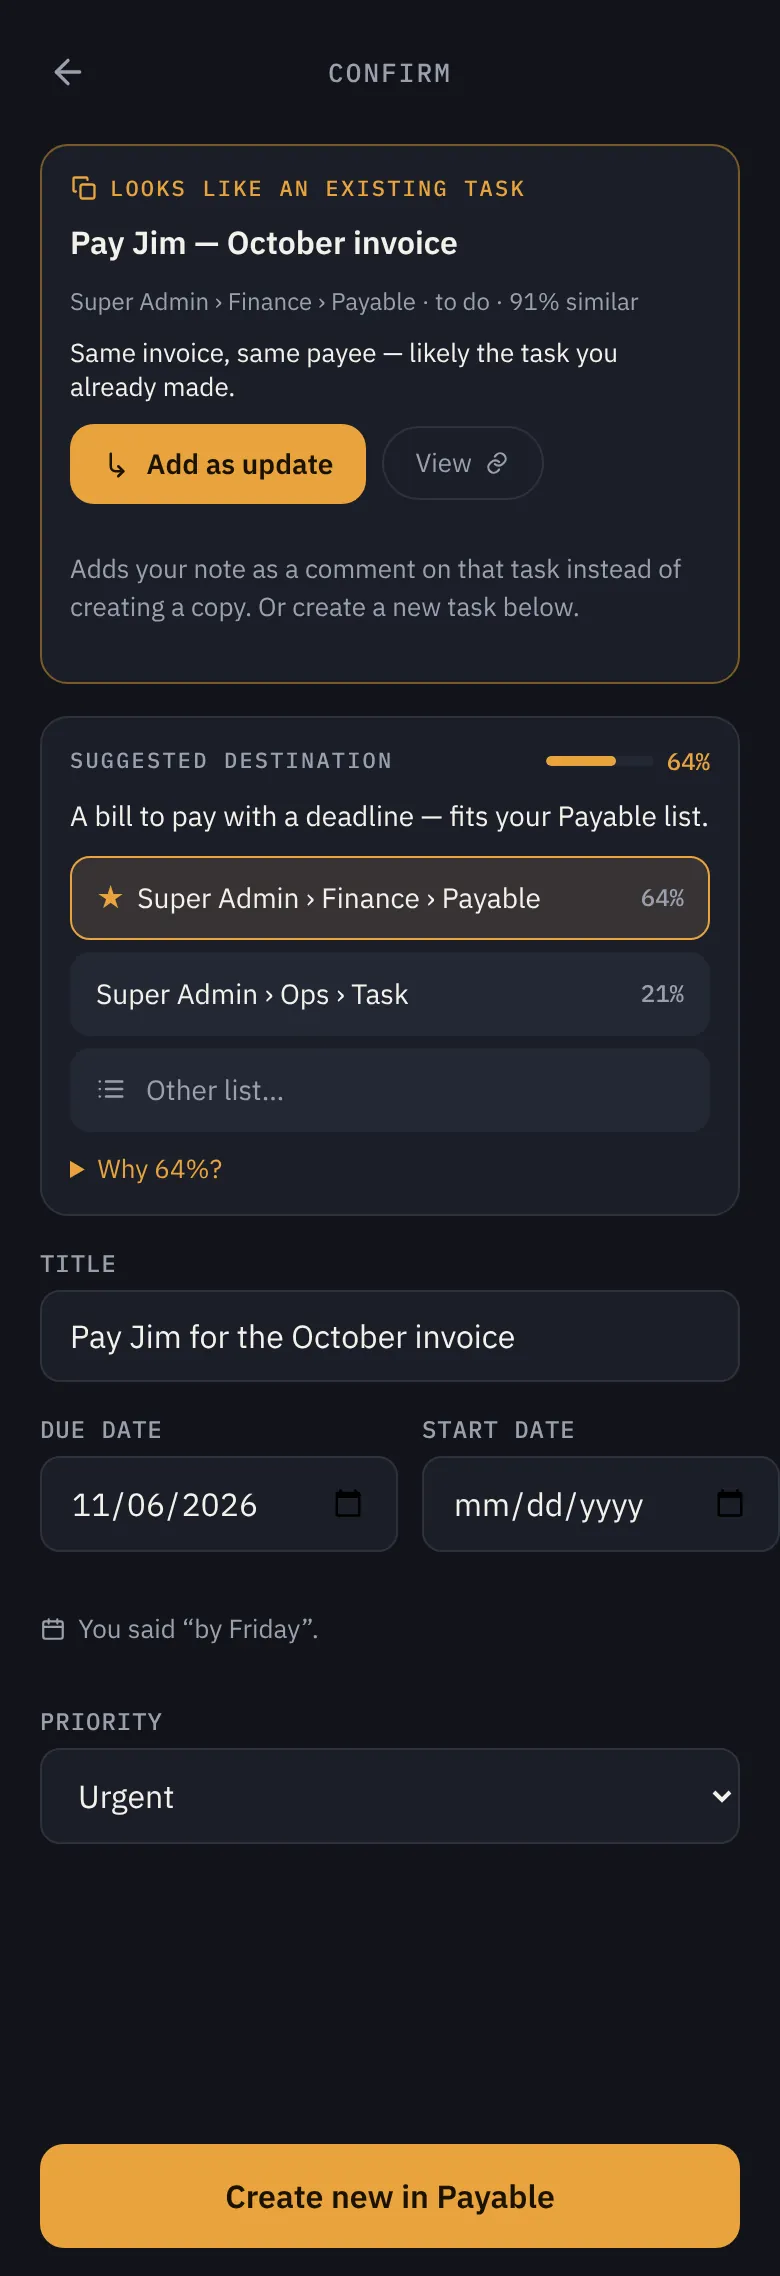 CONFIRM
LOOKS LIKE AN EXISTING TASK
Pay Jim — October invoice
Super Admin › Finance › Payable · to do · 91% similar
Same invoice, same payee — likely the task you
already made.
Add as update
View
Adds your note as a comment on that task instead of
creating a copy. Or create a new task below.
SUGGESTED DESTINATION 64%
A bill to pay with a deadline — fits your Payable list.
★ Super Admin › Finance › Payable 64%
Super Admin › Ops › Task 21%
Other list...
Why 64%?
TITLE
Pay Jim for the October invoice
DUE DATE START DATE
11/06/2026 mm/dd/yyyy
You said “by Friday”.
PRIORITY
Urgent
Create new in Payable